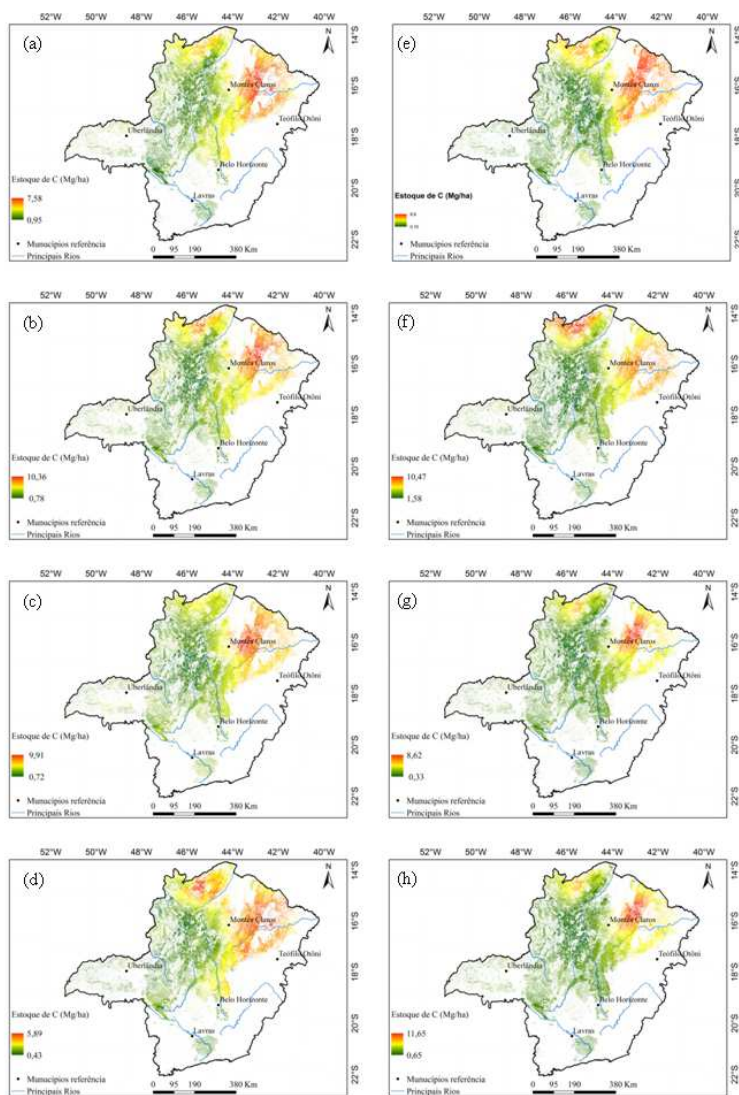 52°W 50°W 48°W 46°W 44°W 42°W 40°W
(a)
N
14°S
16°S
18°S
20°S
22°S
Montes Claros
Teófilo Otôni
Uberlândia
Belo Horizonte
Lavras
Estoque de C (Mg/ha)
7,58
0,95
Munucípios referência
Principais Rios
0 95 190 380 Km
52°W 50°W 48°W 46°W 44°W 42°W 40°W
(e)
N
14°S
16°S
18°S
20°S
22°S
Montes Claros
Teófilo Otôni
Uberlândia
Belo Horizonte
Lavras
Estoque de C (Mg/ha)
Munucípios referência
Principais Rios
0 95 190 380 Km
52°W 50°W 48°W 46°W 44°W 42°W 40°W
(b)
N
14°S
16°S
18°S
20°S
22°S
Montes Claros
Teófilo Otôni
Uberlândia
Belo Horizonte
Lavras
Estoque de C (Mg/ha)
10,36
0,78
Munucípios referência
Principais Rios
0 95 190 380 Km
52°W 50°W 48°W 46°W 44°W 42°W 40°W
(f)
N
14°S
16°S
18°S
20°S
22°S
Montes Claros
Teófilo Otôni
Uberlândia
Belo Horizonte
Lavras
Estoque de C (Mg/ha)
10,47
1,58
Munucípios referência
Principais Rios
0 95 190 380 Km
52°W 50°W 48°W 46°W 44°W 42°W 40°W
(c)
N
14°S
16°S
18°S
20°S
22°S
Montes Claros
Teófilo Otôni
Uberlândia
Belo Horizonte
Lavras
Estoque de C (Mg/ha)
9,91
0,72
Munucípios referência
Principais Rios
0 95 190 380 Km
52°W 50°W 48°W 46°W 44°W 42°W 40°W
(g)
N
14°S
16°S
18°S
20°S
22°S
Montes Claros
Teófilo Otôni
Uberlândia
Belo Horizonte
Lavras
Estoque de C (Mg/ha)
8,62
0,33
Munucípios referência
Principais Rios
0 95 190 380 Km
52°W 50°W 48°W 46°W 44°W 42°W 40°W
(d)
N
14°S
16°S
18°S
20°S
22°S
Montes Claros
Teófilo Otôni
Uberlândia
Belo Horizonte
Lavras
Estoque de C (Mg/ha)
5,89
0,43
Munucípios referência
Principais Rios
0 95 190 380 Km
52°W 50°W 48°W 46°W 44°W 42°W 40°W
(h)
N
14°S
16°S
18°S
20°S
22°S
Montes Claros
Teófilo Otôni
Uberlândia
Belo Horizonte
Lavras
Estoque de C (Mg/ha)
11,65
0,65
Munucípios referência
Principais Rios
0 95 190 380 Km